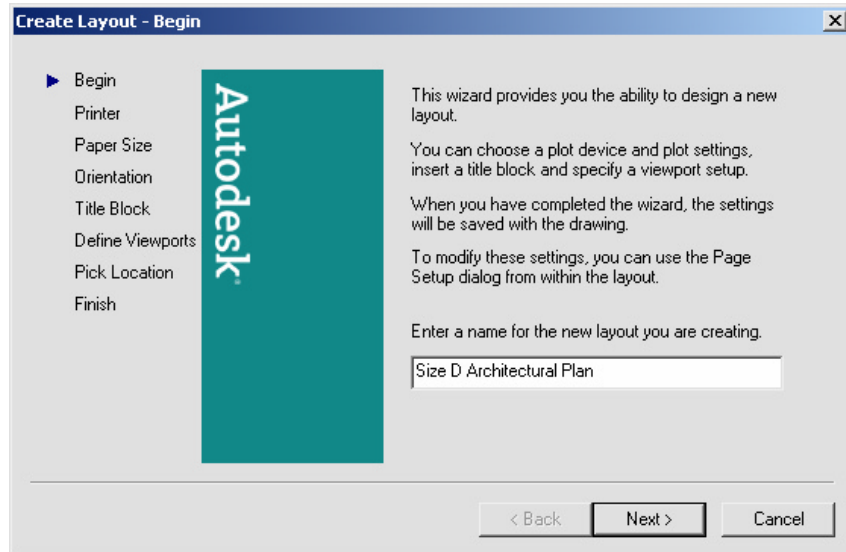 Create Layout - Begin
Begin
Printer
Paper Size
Orientation
Title Block
Define Viewports
Pick Location
Finish
Autodesk
This wizard provides you the ability to design a new
layout.
You can choose a plot device and plot settings,
insert a title block and specify a viewport setup.
When you have completed the wizard, the settings
will be saved with the drawing.
To modify these settings, you can use the Page
Setup dialog from within the layout.
Enter a name for the new layout you are creating.
Size D Architectural Plan
< Back
Next >
Cancel